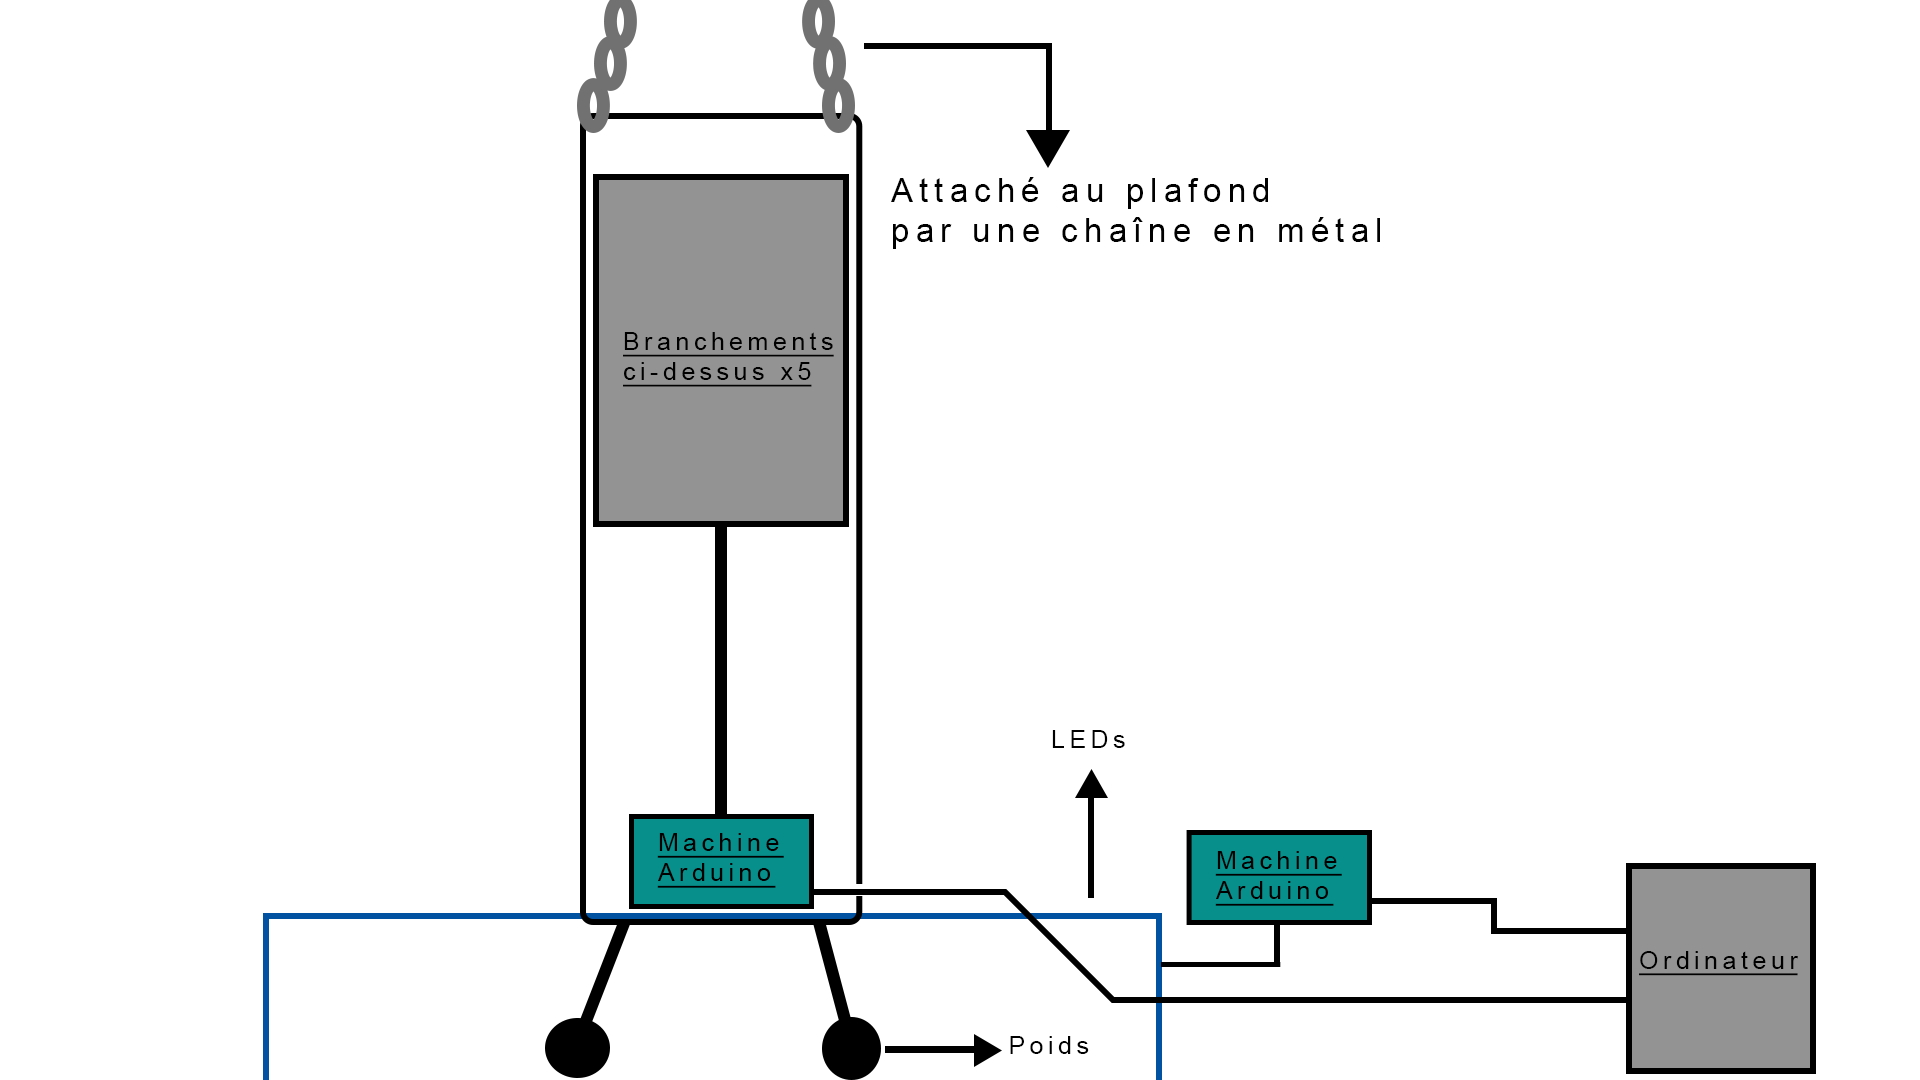 Attaché au plafond
par une chaîne en métal
Branchements
ci-dessus x5
LEDs
Machine
Arduino
Machine
Arduino
Ordinateur
Poids